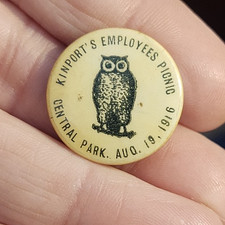 KINPORT'S EMPLOYEES PICNIC
CENTRAL PARK. AUG. 19, 1916